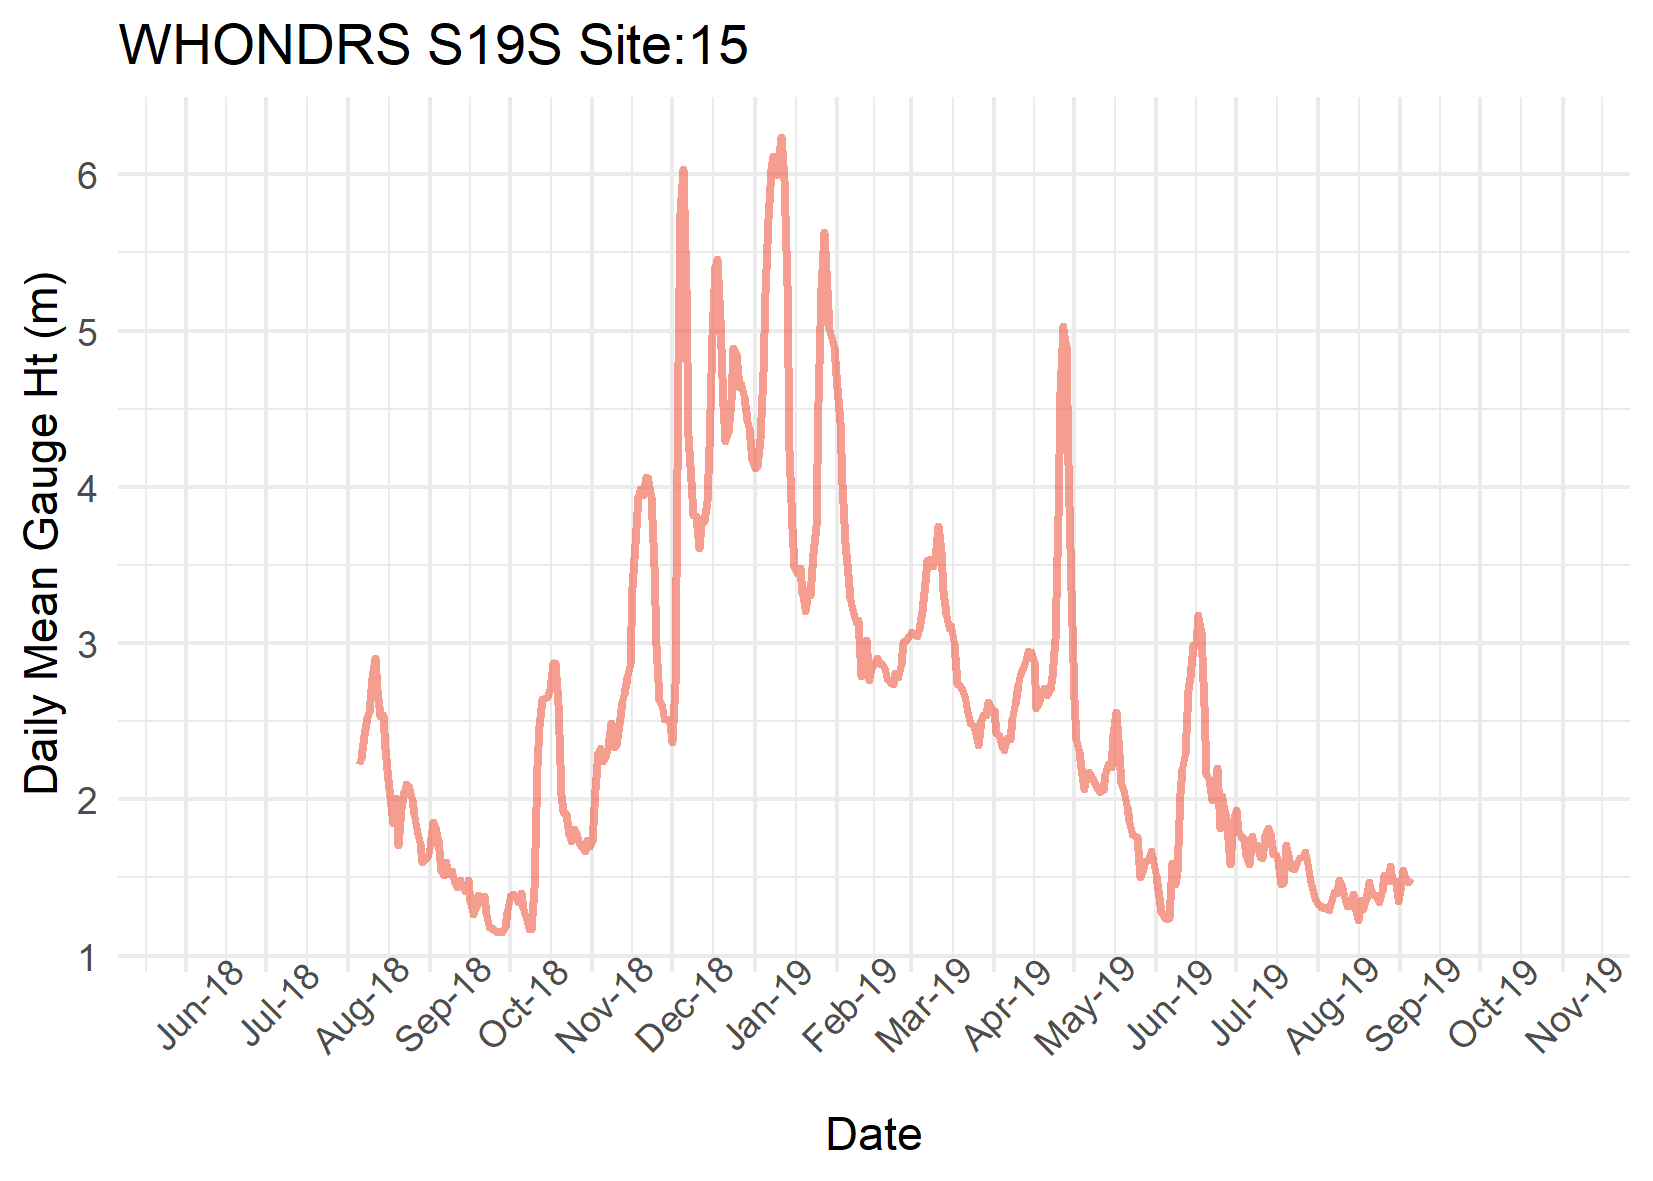 WHONDRS S19S Site:15
Daily Mean Gauge Ht (m)
6
5
4
3
2
1
Jun-18
Jul-18
Aug-18
Sep-18
Oct-18
Nov-18
Dec-18
Jan-19
Feb-19
Mar-19
Apr-19
May-19
Jun-19
Jul-19
Aug-19
Sep-19
Oct-19
Nov-19
Date